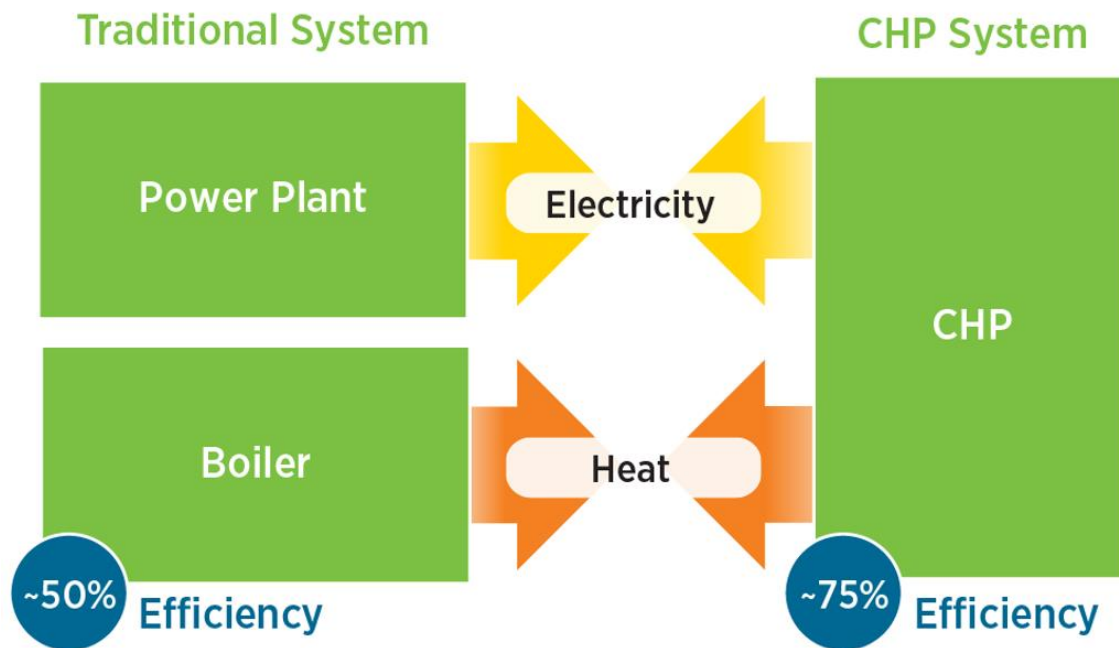 Traditional System
CHP System
Power Plant
Electricity
CHP
Boiler
Heat
~50%
Efficiency
~75%
Efficiency